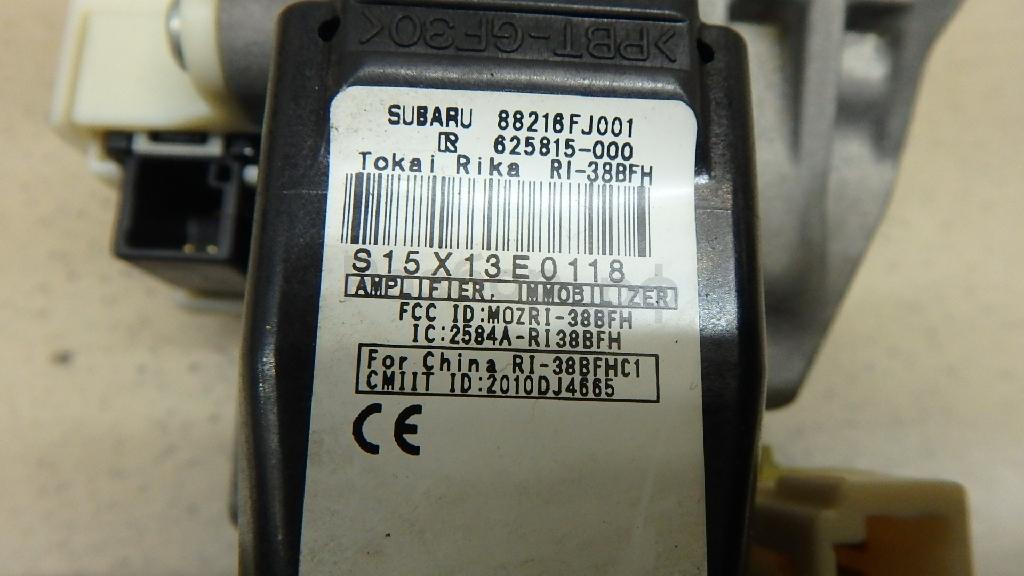 >PBT-GF30<
SUBARU 88216FJ001
R 625815-000
Tokai Rika RI-38BFH
S15X13E0118
AMPLIFIER, IMMOBILIZER
FCC ID:MOZRI-38BFH
IC:2584A-RI38BFH
For China RI-38BFHC1
CMIIT ID:2010DJ4665
CE